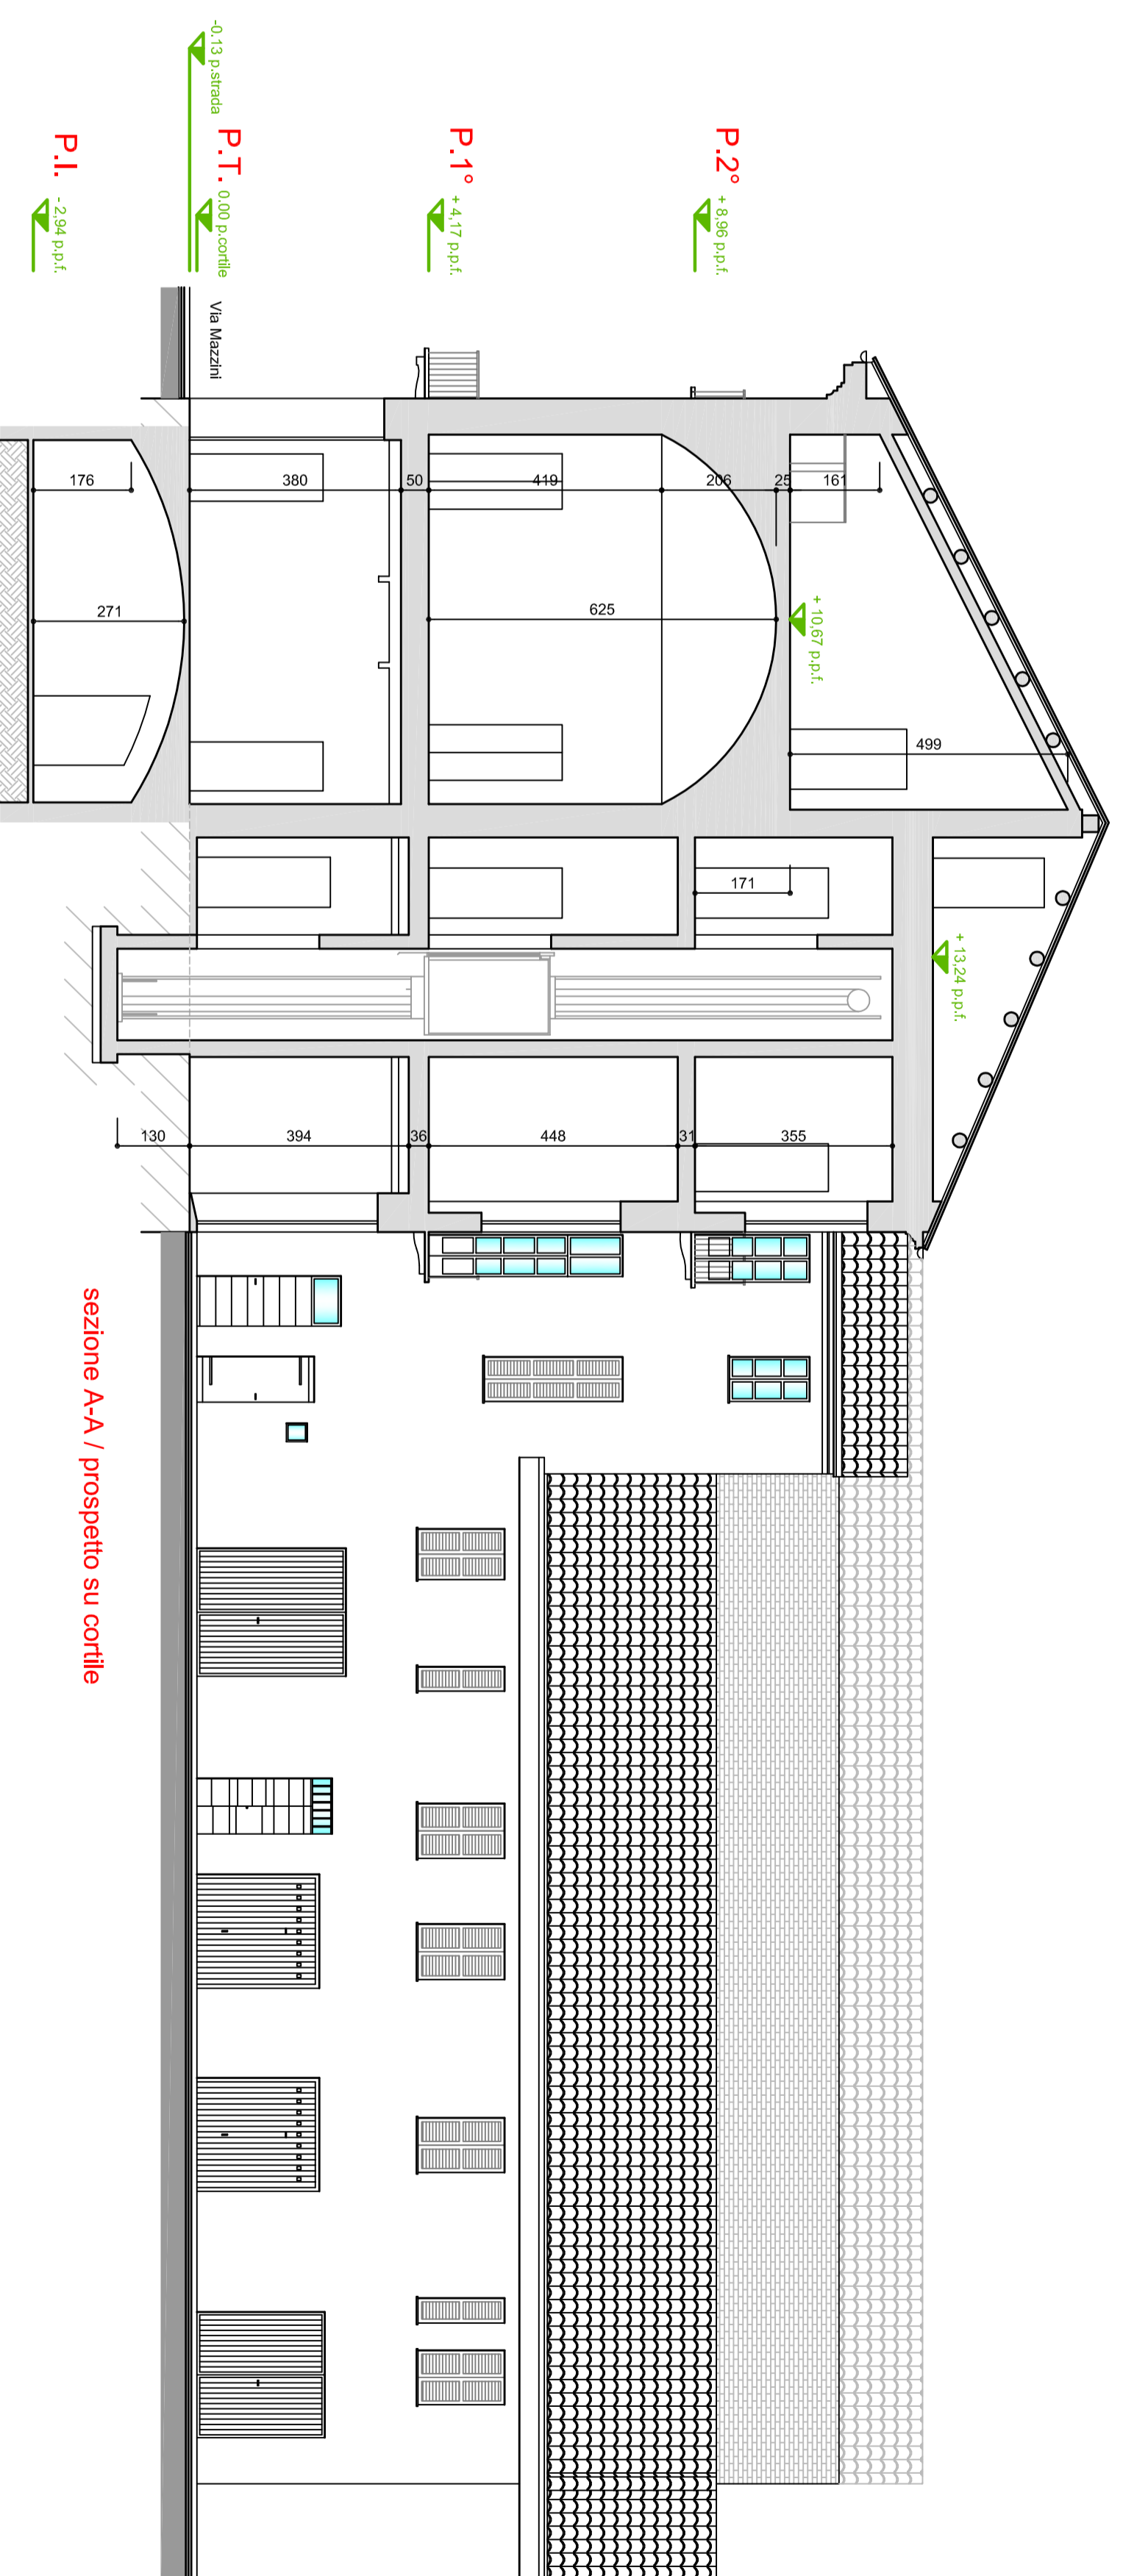 P.2°
+ 8,96 p.p.f.
P.1°
+ 4,17 p.p.f.
P.T.
0.00 p.cortile
-0.13 p.strada
P.I.
- 2,94 p.p.f.
Via Mazzini
176
380
50
419
206
25
161
271
625
+ 10,67 p.p.f.
499
171
+ 13,24 p.p.f.
130
394
36
448
31
355
sezione A-A / prospetto su cortile